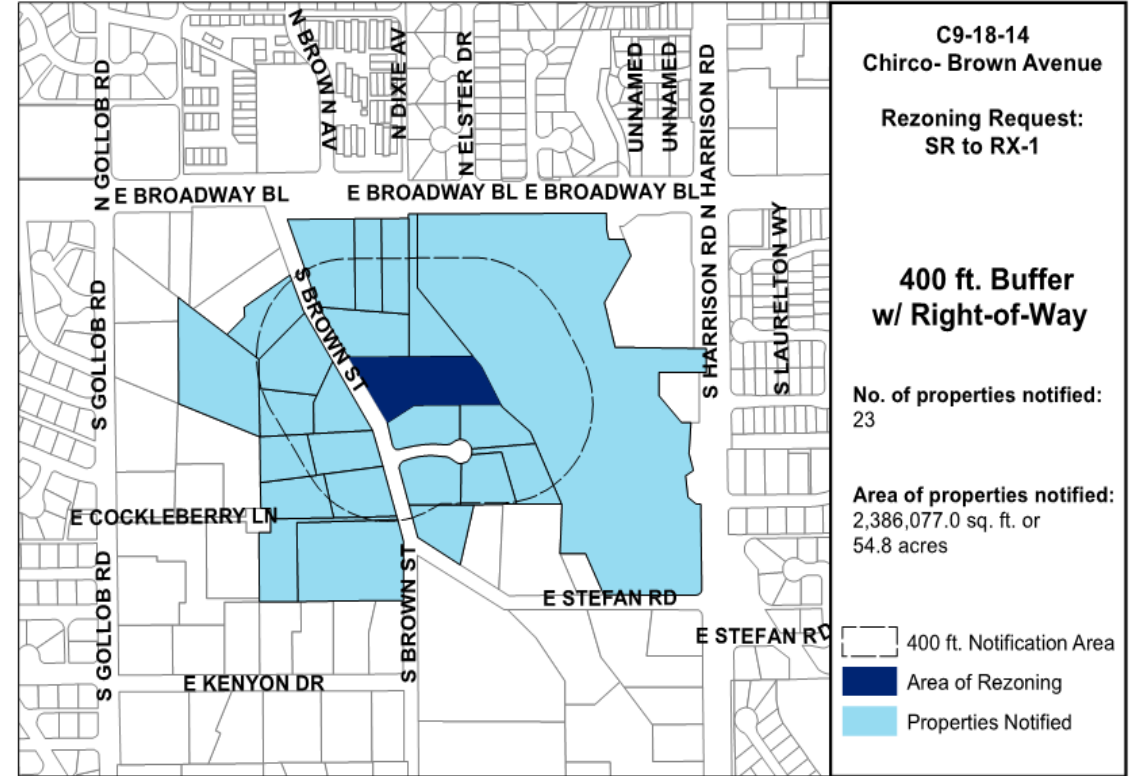 N GOLLOB RD
N BROWN AV
N DIXIE AV
N ELSTER DR
UNNAMED
UNNAMED
N HARRISON RD
E BROADWAY BL
E BROADWAY BL
E BROADWAY BL
S GOLLOB RD
S BROWN ST
S HARRISON RD
S LAURELTON WY
E COCKLEBERRY LN
S GOLLOB RD
S BROWN ST
E STEFAN RD
E STEFAN RD
E KENYON DR
C9-18-14
Chirco- Brown Avenue
Rezoning Request:
SR to RX-1
400 ft. Buffer
w/ Right-of-Way
No. of properties notified:
23
Area of properties notified:
2,386,077.0 sq. ft. or
54.8 acres
400 ft. Notification Area
Area of Rezoning
Properties Notified